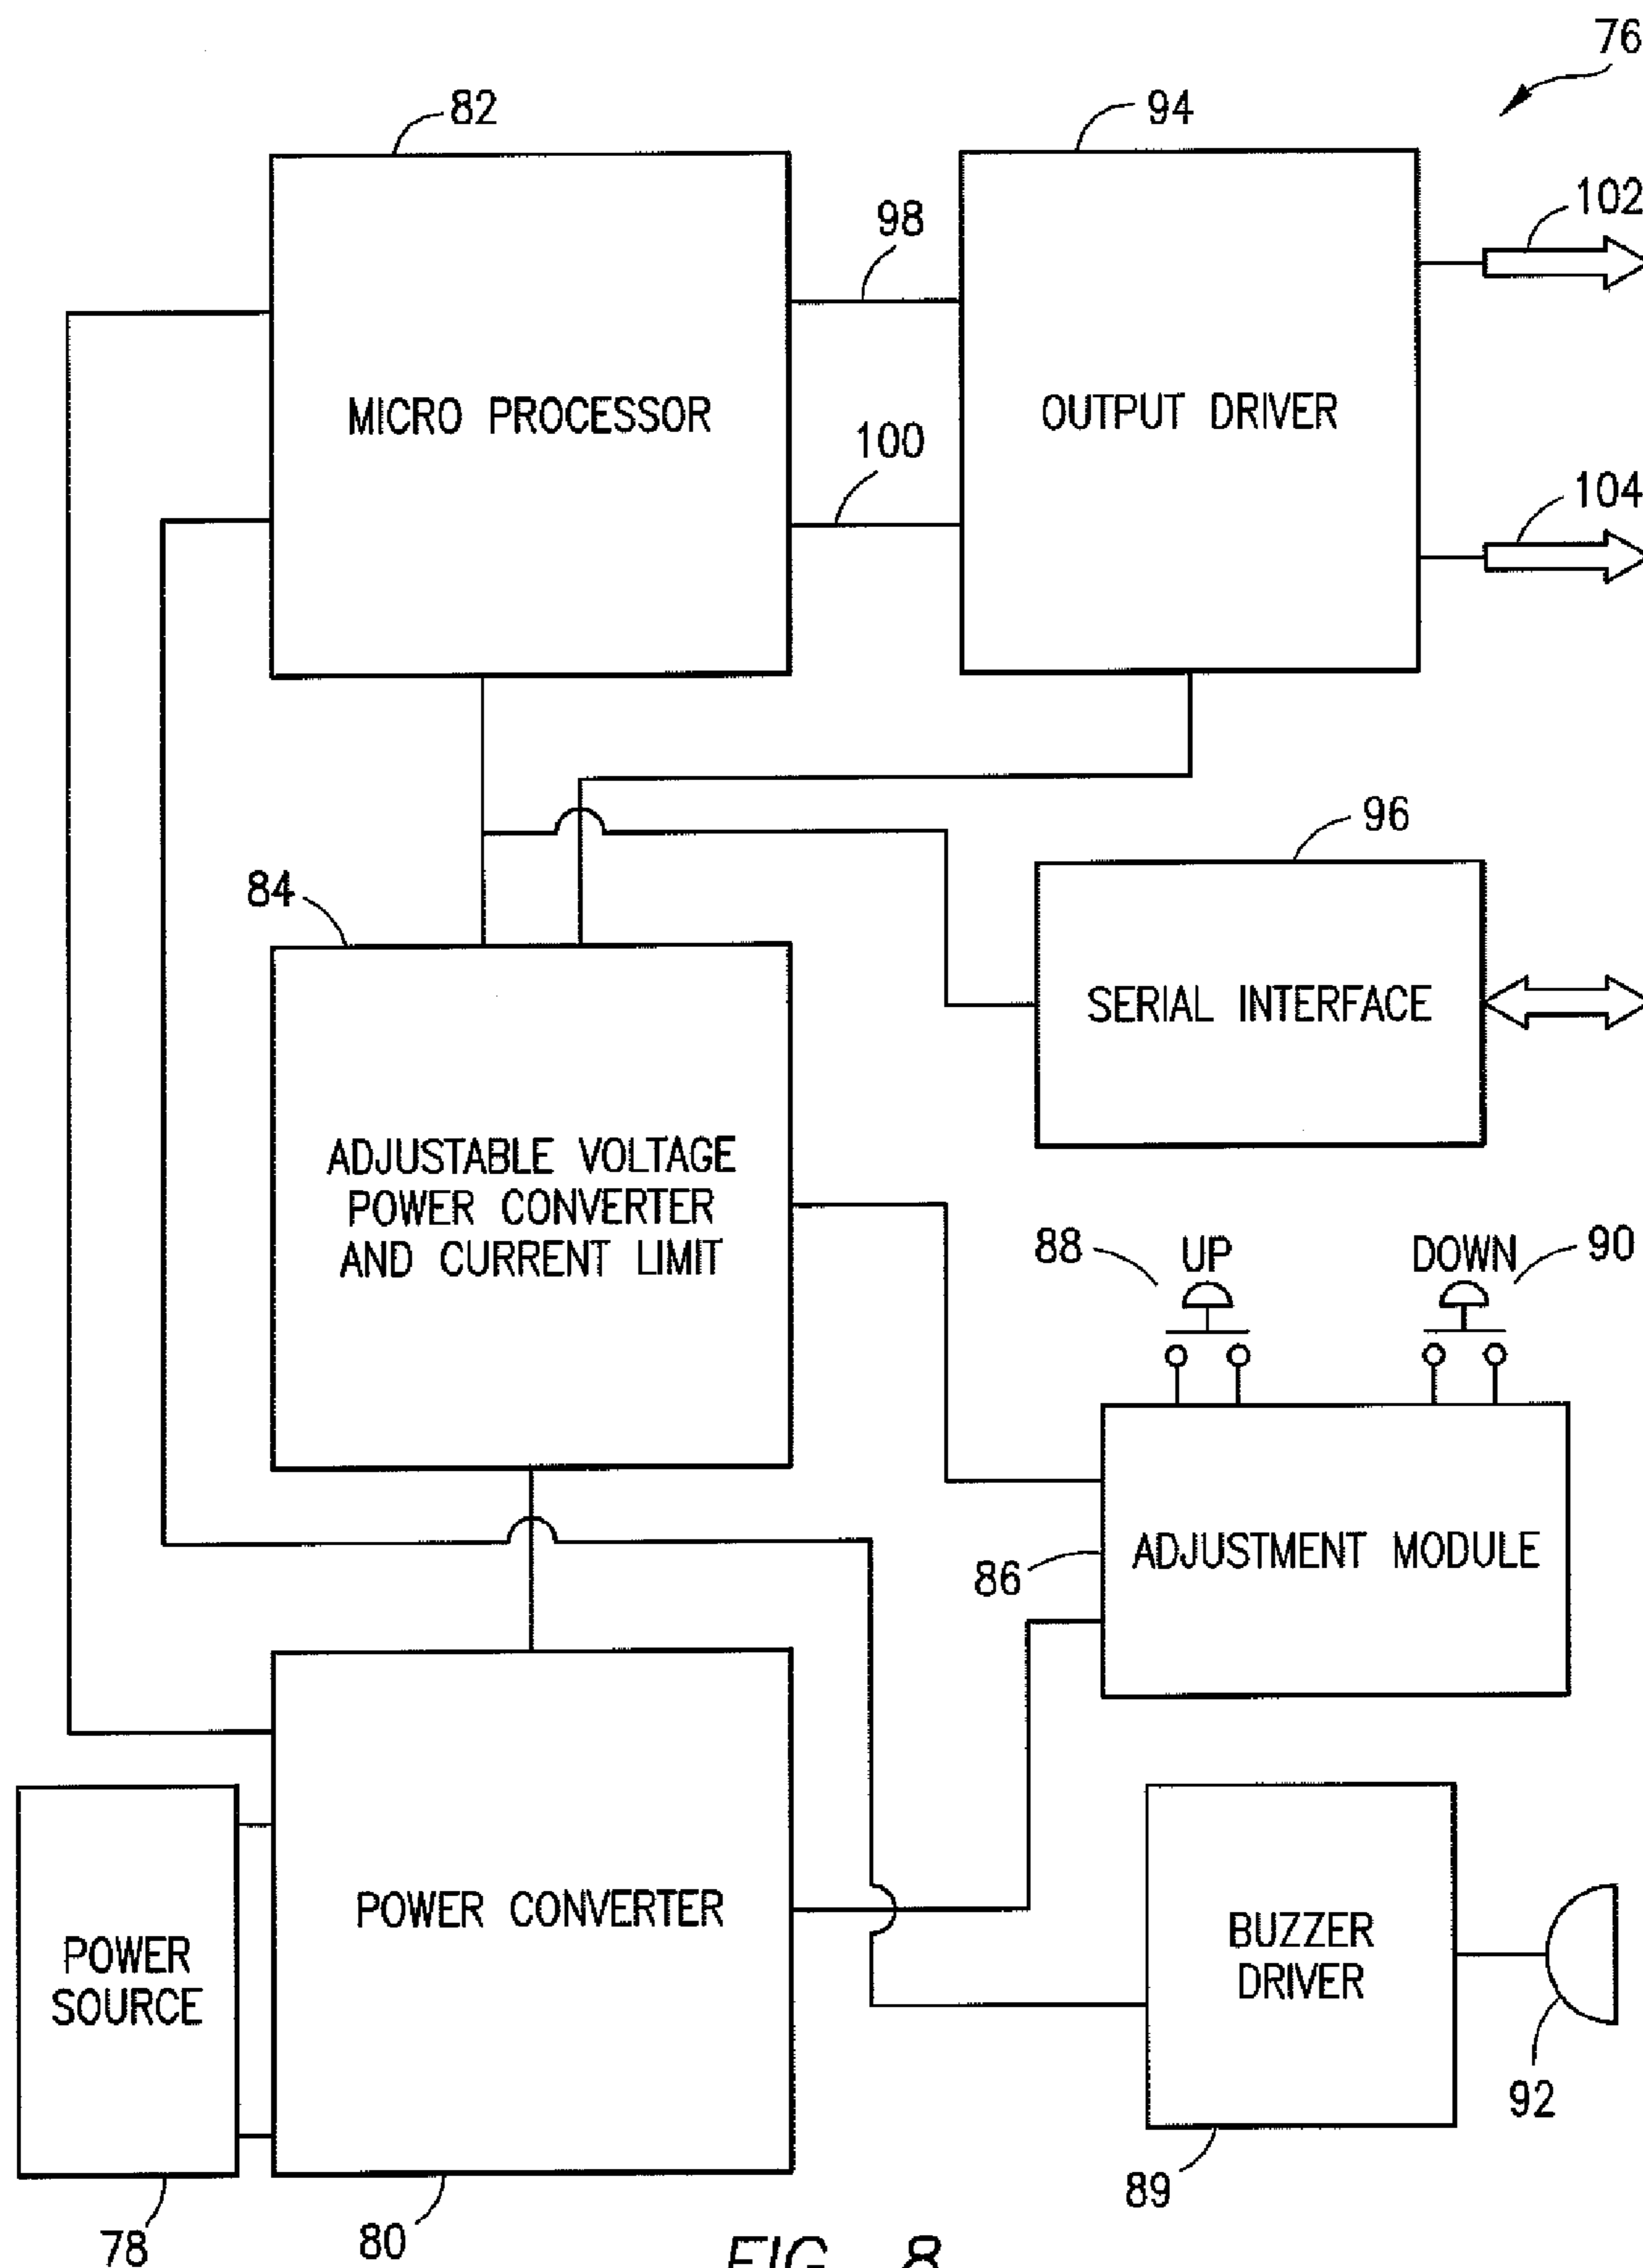 76
82
94
102
98
MICRO PROCESSOR
OUTPUT DRIVER
100
104
96
84
SERIAL INTERFACE
ADJUSTABLE VOLTAGE
POWER CONVERTER
AND CURRENT LIMIT
88
UP
DOWN
90
86
ADJUSTMENT MODULE
POWER CONVERTER
POWER
SOURCE
BUZZER
DRIVER
92
89
78
80
FIG. 8